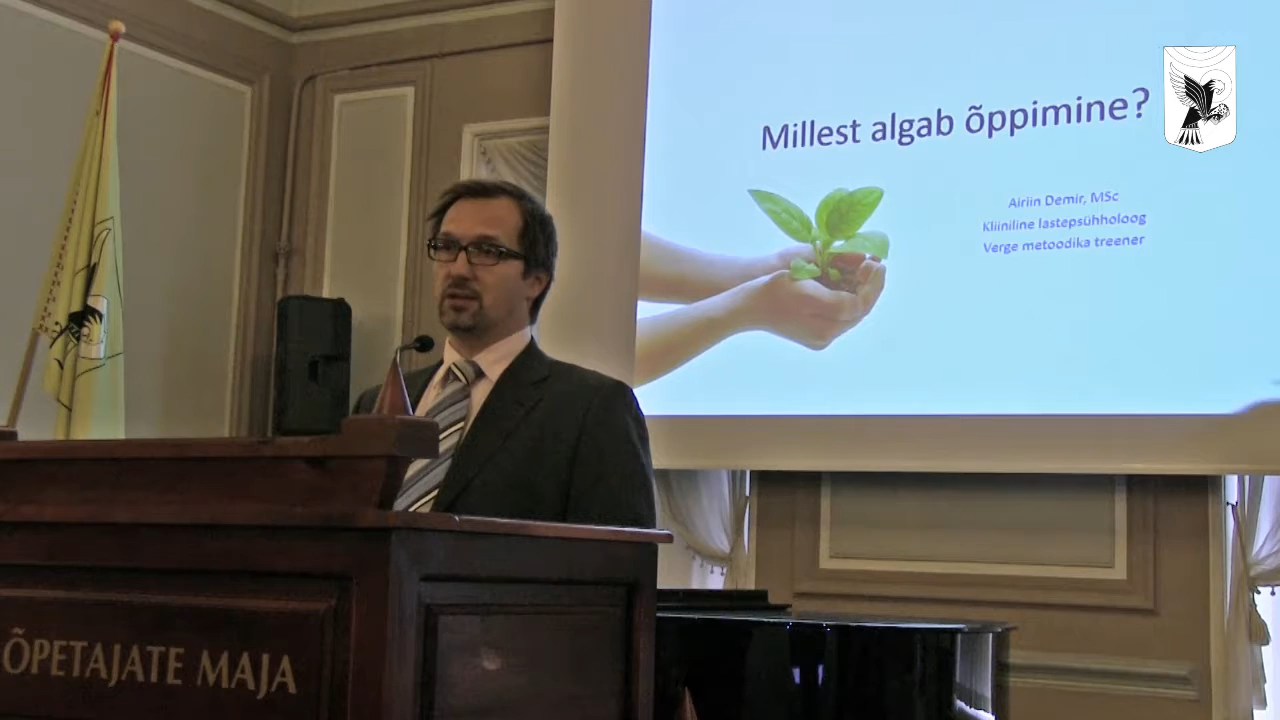 Millest algab õppimine?
Airiin Demir, MSc
Kliiniline lastepsühholoog
Verge metoodika treener
ÕPETAJATE MAJA